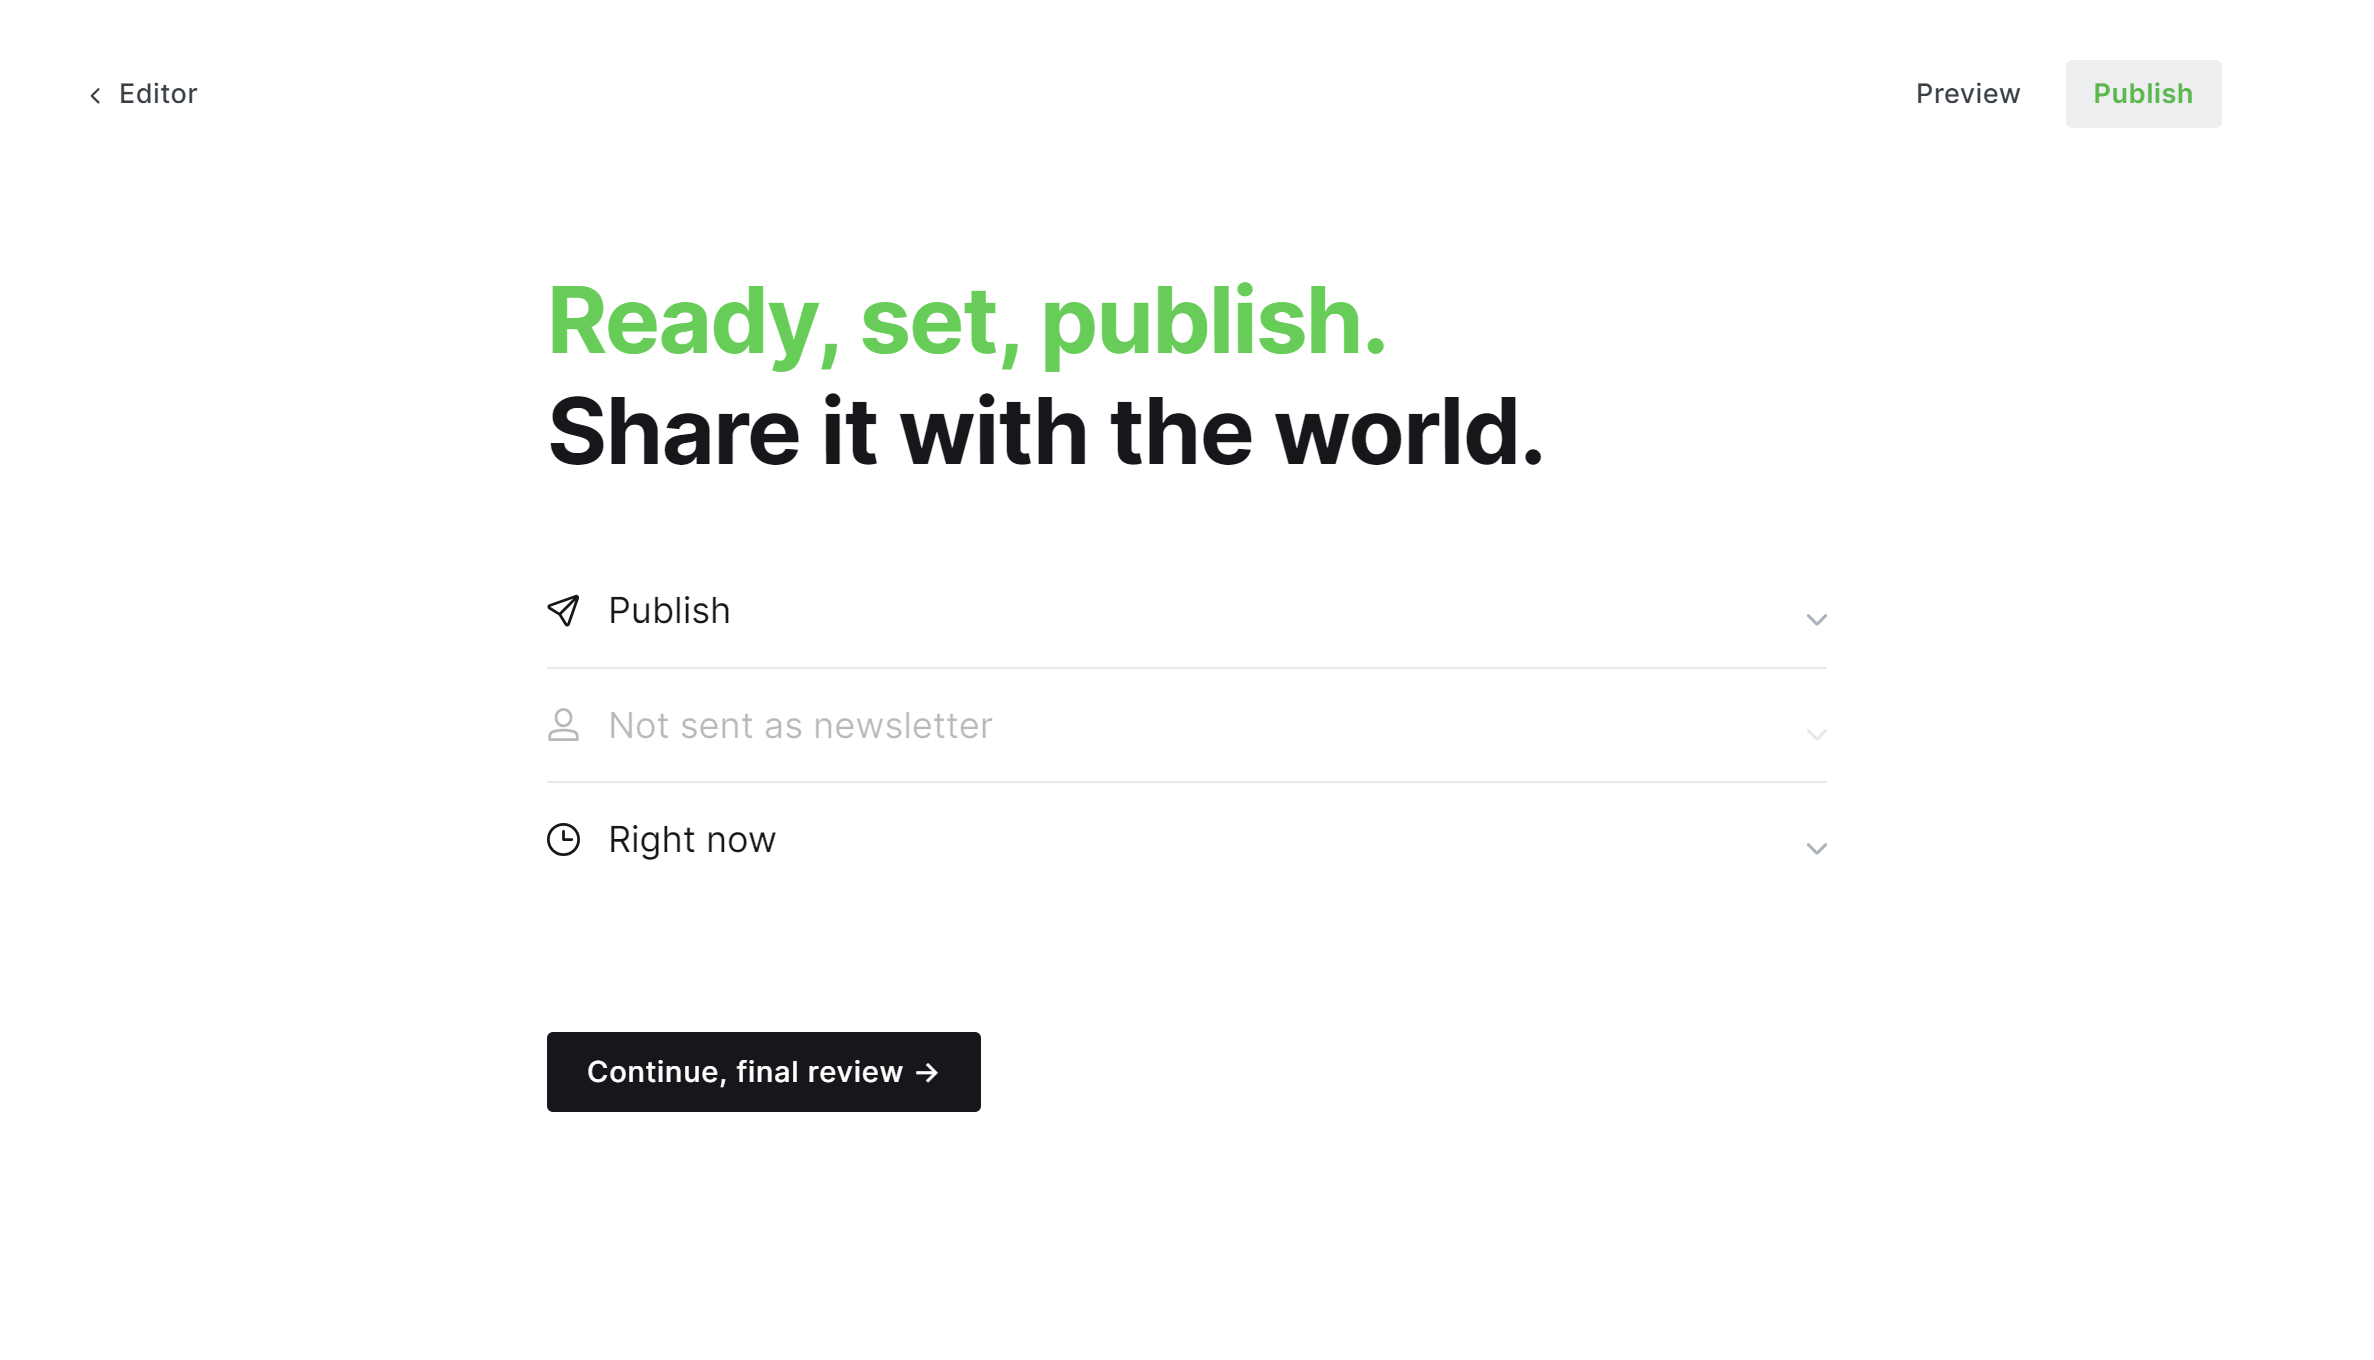 Editor
Preview
Publish
Ready, set, publish.
Share it with the world.
Publish
Not sent as newsletter
Right now
Continue, final review →